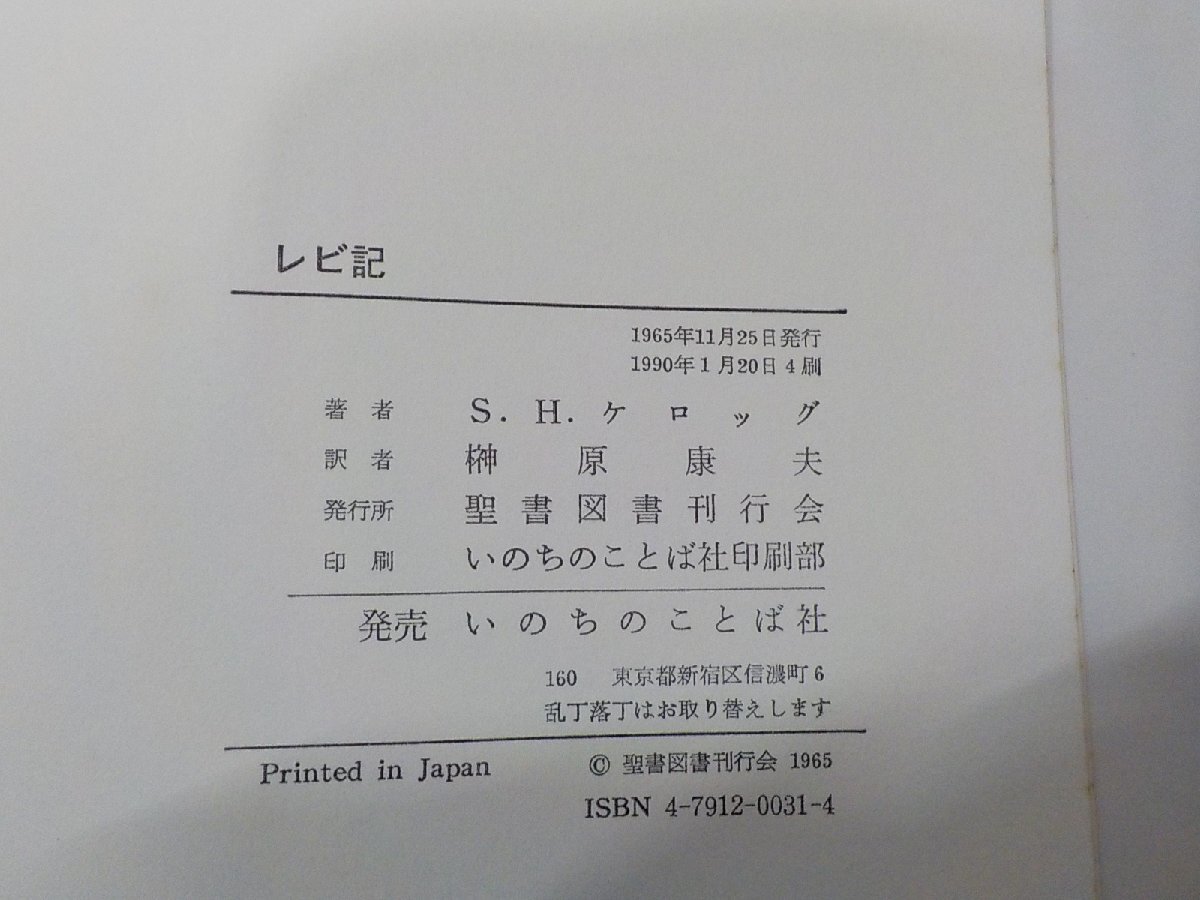 レビ記
1965年11月25日発行
1990年1月20日4刷
著者 S.H.ケロッグ
訳者 榊原康夫
発行所 聖書図書刊行会
印刷 いのちのことば社印刷部
発売 いのちのことば社
160 東京都新宿区信濃町6
乱丁落丁はお取り替えします
Printed in Japan © 聖書図書刊行会 1965
ISBN 4-7912-0031-4